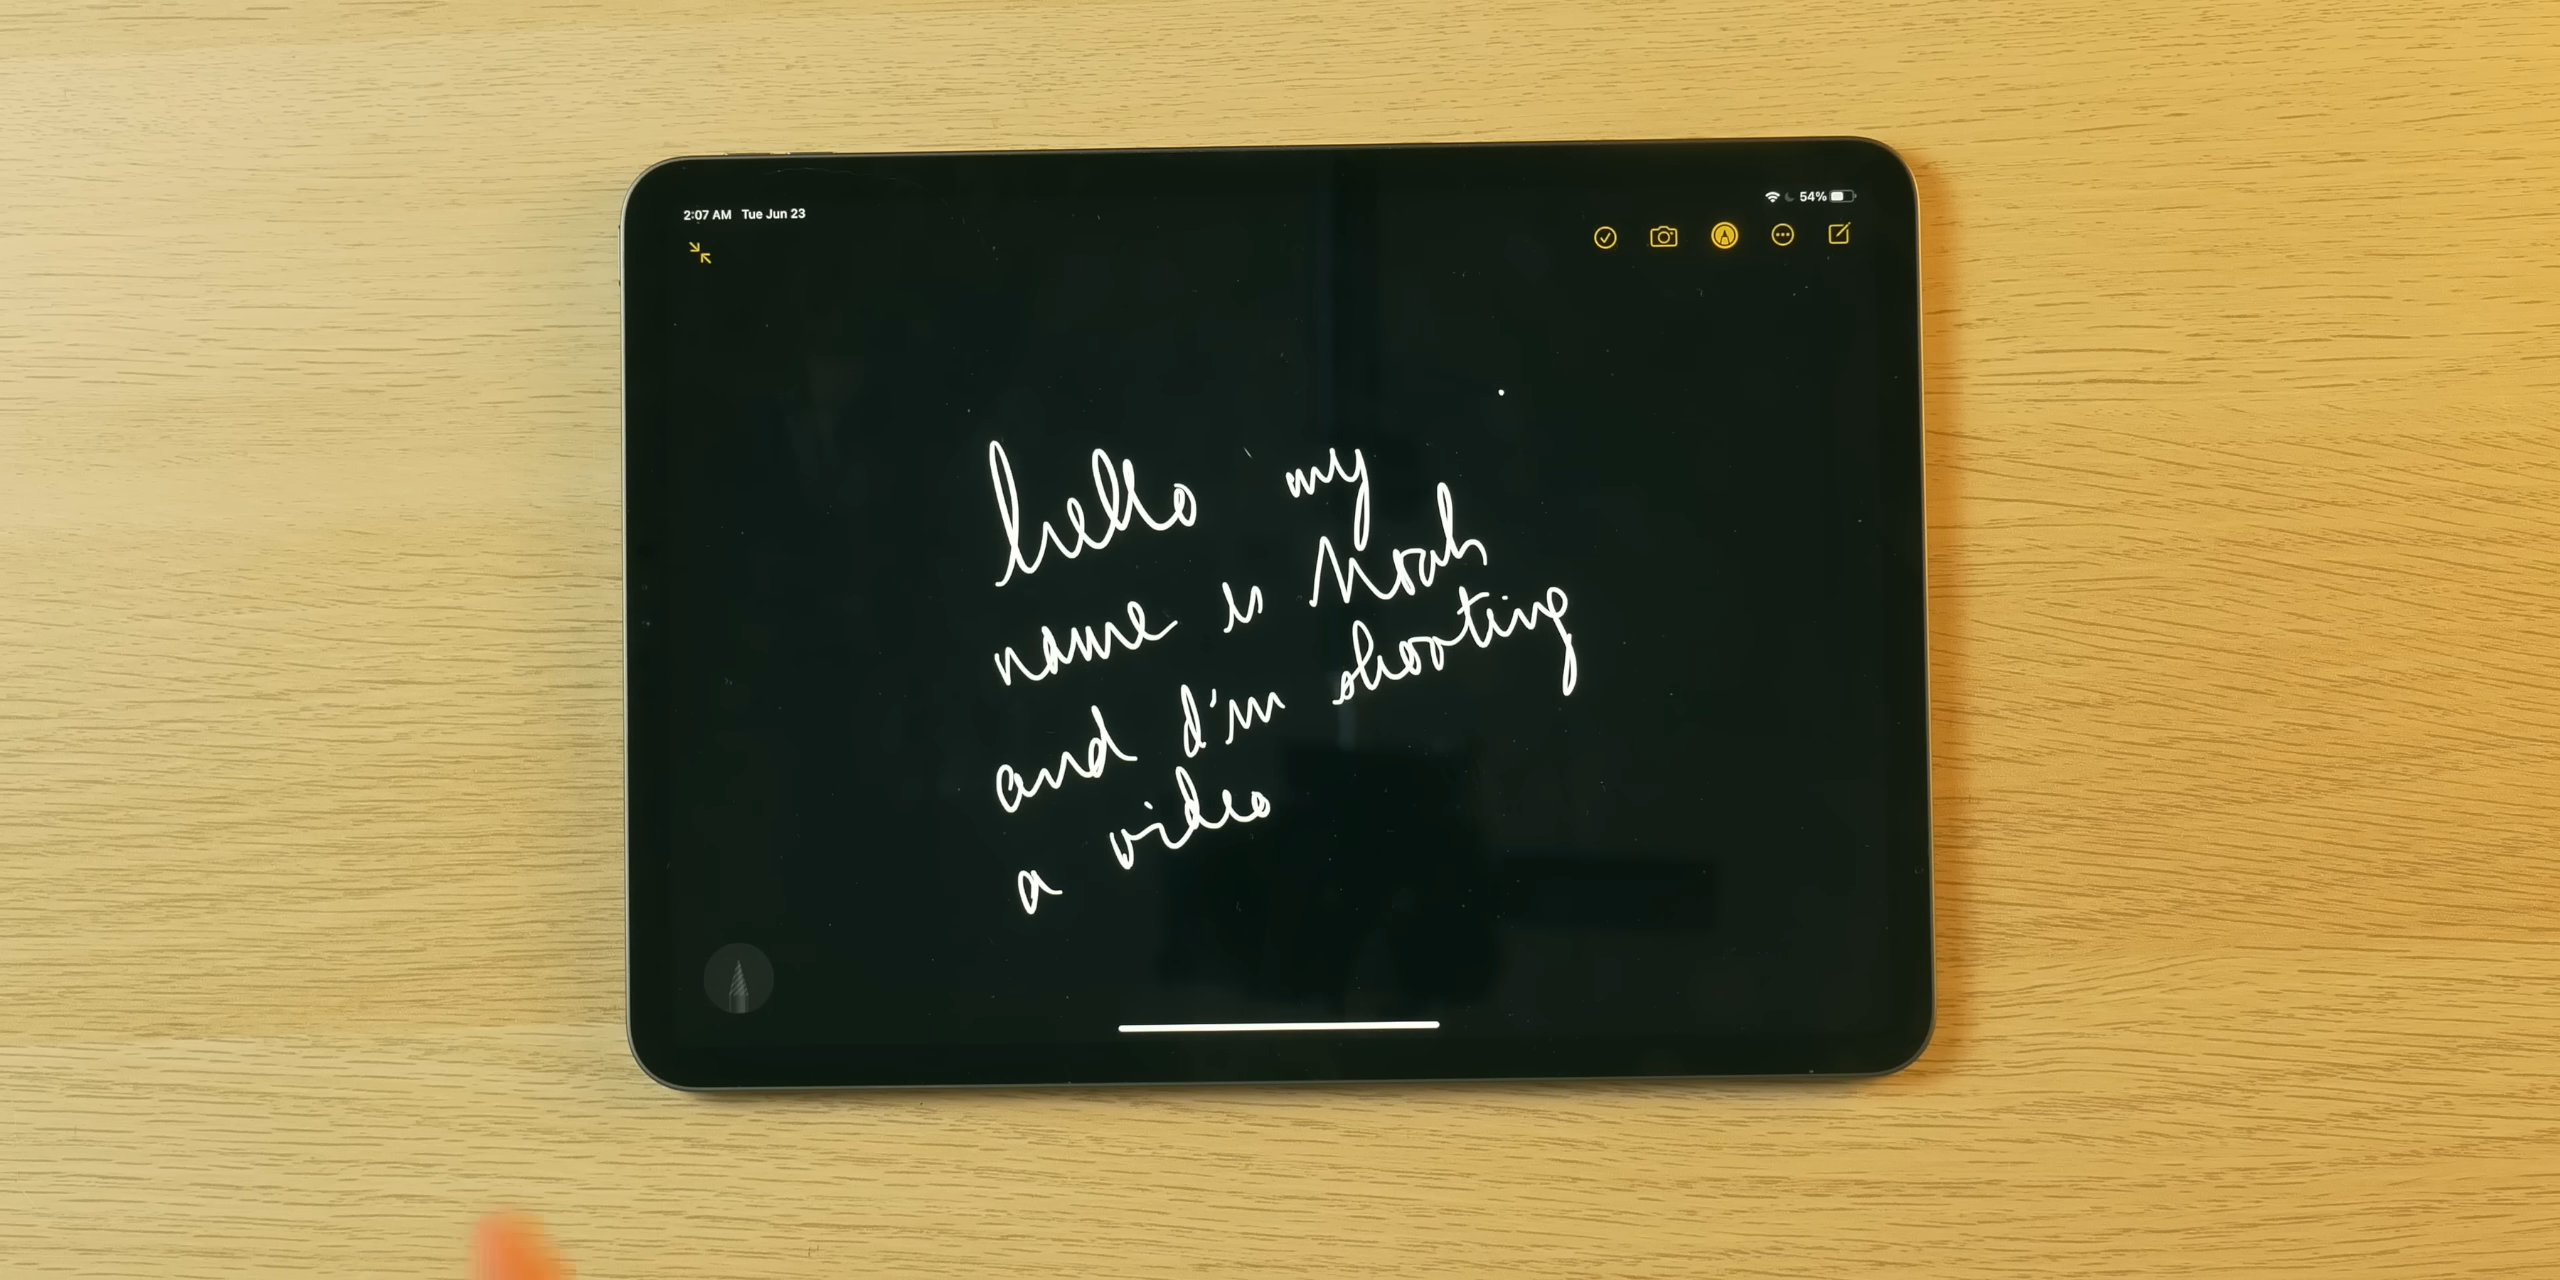 2:07 AM Tue Jun 23
54%
hello my
name is Noah
and I'm shooting
a video